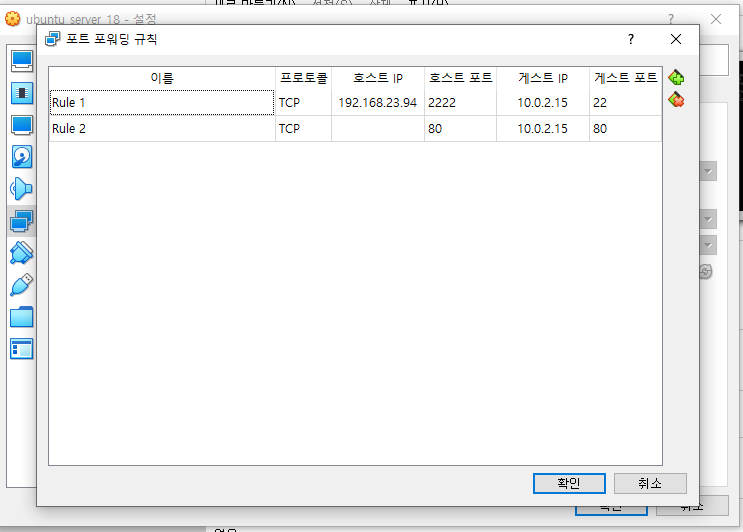 ubuntu server 18 - 설정
포트 포워딩 규칙
이름 프로토콜 호스트 IP 호스트 포트 게스트 IP 게스트 포트
Rule 1 TCP 192.168.23.94 2222 10.0.2.15 22
Rule 2 TCP 80 10.0.2.15 80
확인 취소